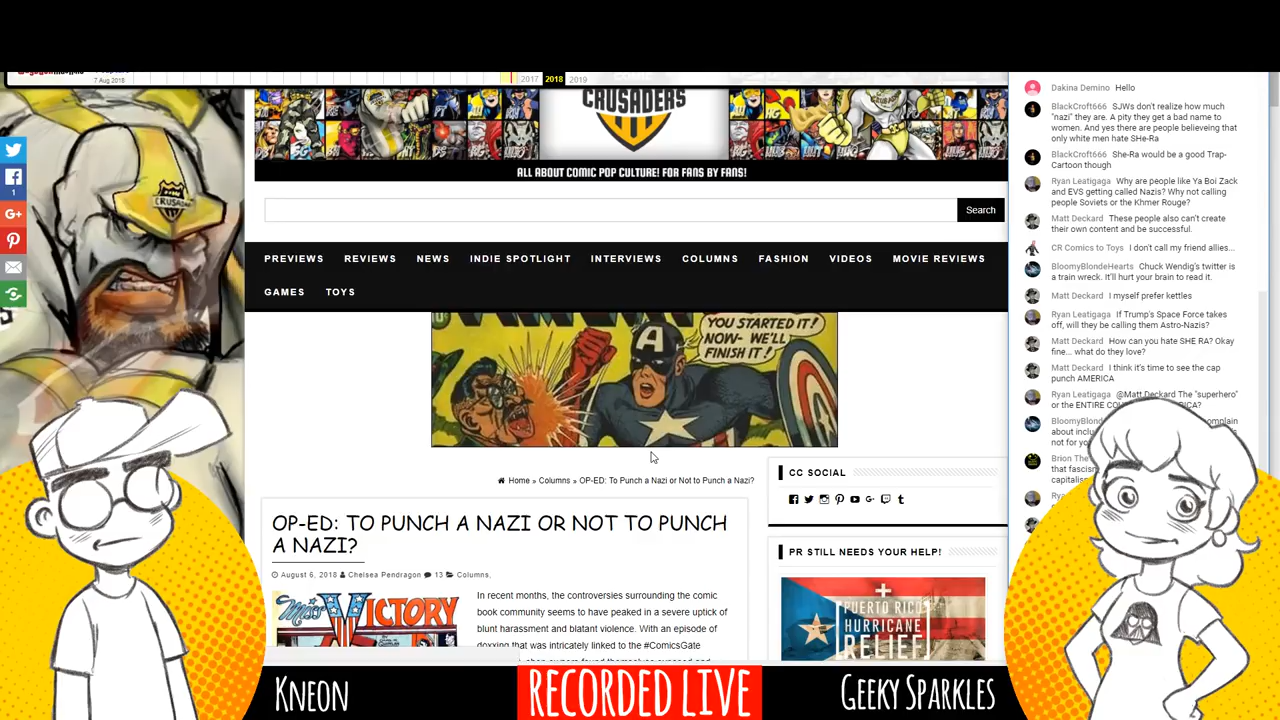 7 Aug 2018
2017 2018 2019
CRUSADERS
ALL ABOUT COMIC POP CULTURE! FOR FANS BY FANS!
Search
PREVIEWS REVIEWS NEWS INDIE SPOTLIGHT INTERVIEWS COLUMNS FASHION VIDEOS MOVIE REVIEWS
GAMES TOYS
CRUSADERS
1
YOU STARTED IT!
NOW- WE'LL
FINISH IT!
A
Home » Columns » OP-ED: To Punch a Nazi or Not to Punch a Nazi?
OP-ED: TO PUNCH A NAZI OR NOT TO PUNCH
A NAZI?
August 6, 2018 Chelsea Pendragon 13 Columns,
Miss VICTORY
In recent months, the controversies surrounding the comic
book community seems to have peaked in a severe uptick of
blunt harassment and blatant violence. With an episode of
doxxing that was intricately linked to the #ComicsGate
CC SOCIAL
PR STILL NEEDS YOUR HELP!
PUERTO RICO
HURRICANE
RELIEF
Dakina Demino Hello
BlackCroft666 SJWs don't realize how much
"nazi" they are. A pity they get a bad name to
women. And yes there are people believeing that
only white men hate SHe-Ra
BlackCroft666 She-Ra would be a good Trap-
Cartoon though
Ryan Leatigaga Why are people like Ya Boi Zack
and EVS getting called Nazis? Why not calling
people Soviets or the Khmer Rouge?
Matt Deckard These people also can't create
their own content and be successful.
CR Comics to Toys I don't call my friend allies...
BloomyBlondeHearts Chuck Wendig's twitter is
a train wreck. It'll hurt your brain to read it.
Matt Deckard I myself prefer kettles
Ryan Leatigaga If Trump's Space Force takes
off, will they be calling them Astro-Nazis?
Matt Deckard How can you hate SHE RA? Okay
fine... what do they love?
Matt Deckard I think it's time to see the cap
punch AMERICA
Ryan Leatigaga @Matt Deckard The "superhero"
or the ENTIRE
KNEON
RECORDED LIVE
GEEKY SPARKLES